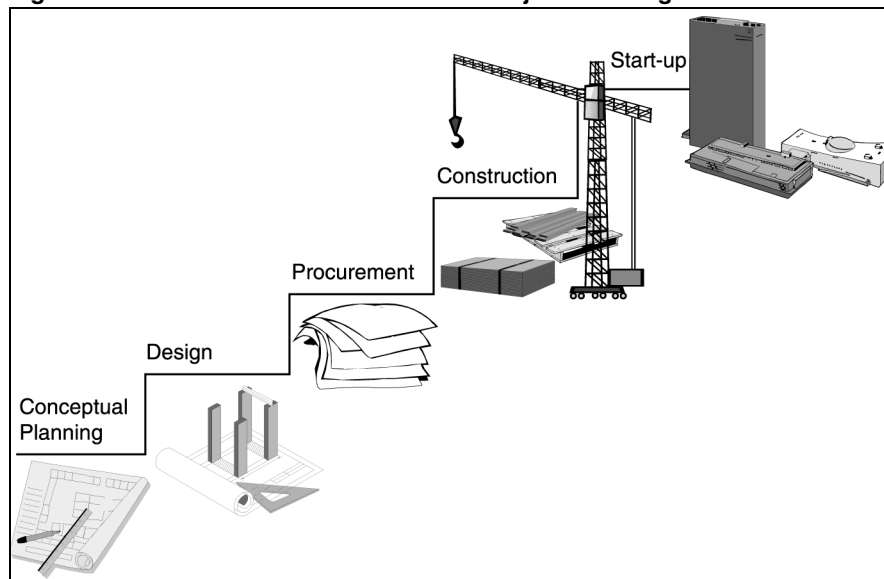 Start-up
Construction
Procurement
Design
Conceptual
Planning